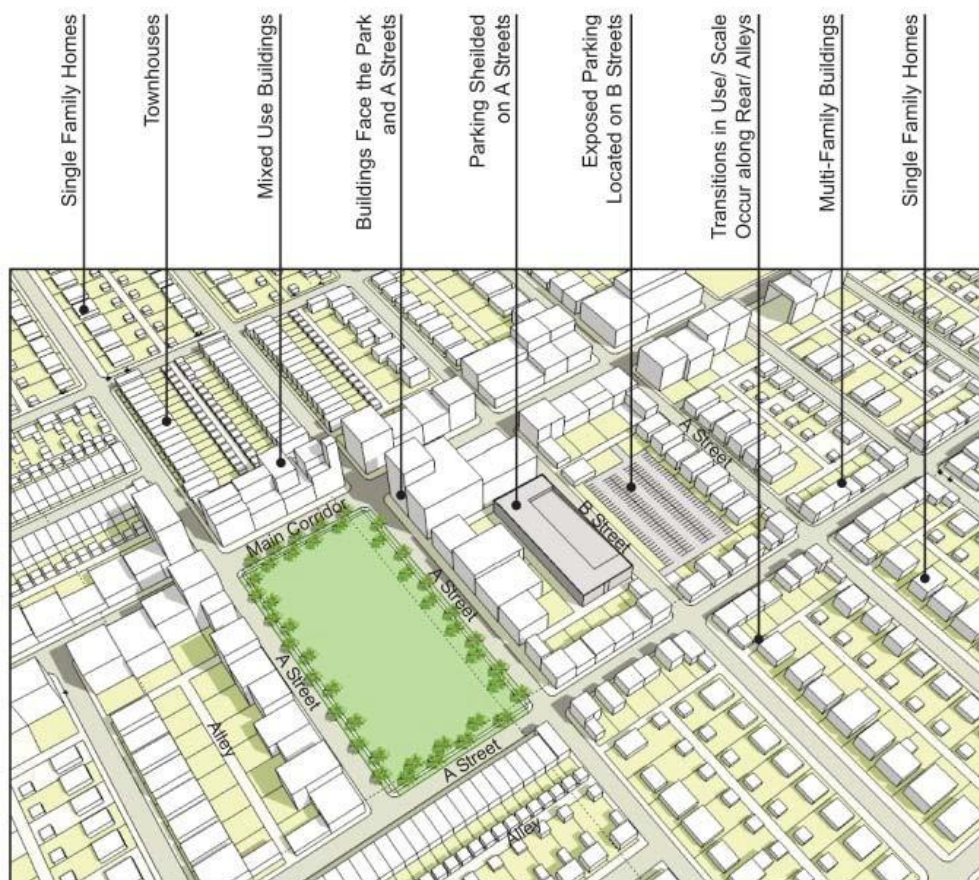 Single Family Homes
Townhouses
Mixed Use Buildings
Buildings Face the Park
and A Streets
Parking Sheilded
on A Streets
Exposed Parking
Located on B Streets
Transitions in Use/ Scale
Occur along Rear/ Alleys
Multi-Family Buildings
Single Family Homes
A Street
B Street
Main Corridor
A Street
A Street
Alley
A Street
Alley